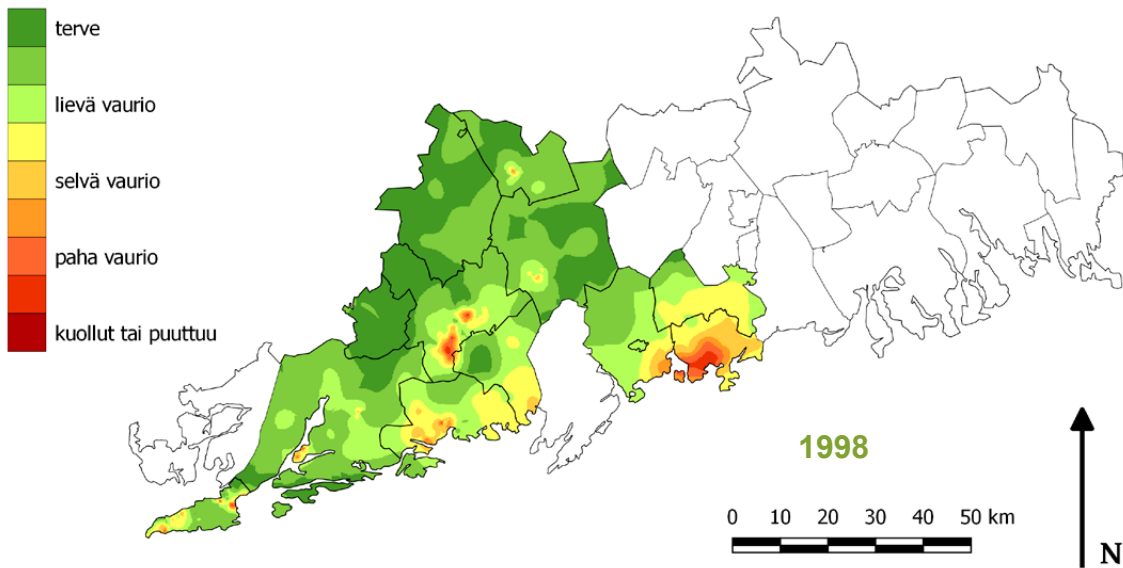 terve
lievä vaurio
selvä vaurio
paha vaurio
kuollut tai puuttuu
1998
0 10 20 30 40 50 km
N